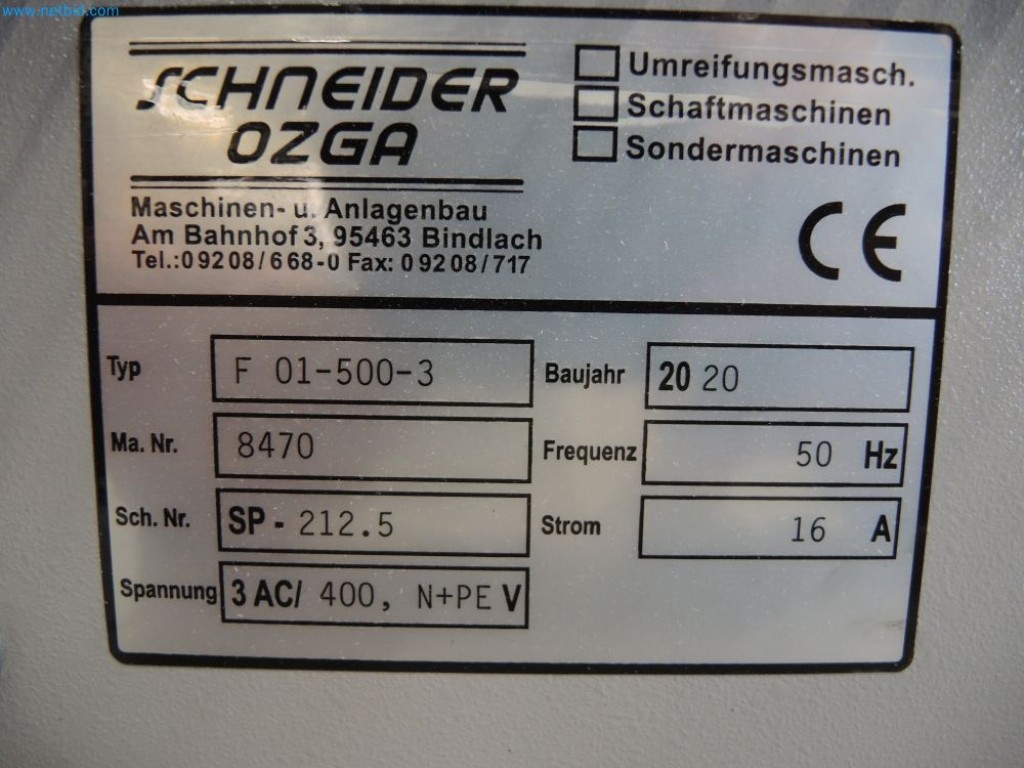 www.netbid.com
SCHNEIDER
OZGA
Maschinen- u. Anlagenbau
Am Bahnhof 3, 95463 Bindlach
Tel.:09208/668-0 Fax: 09208/717
Umreifungsmasch.
Schaftmaschinen
Sondermaschinen
CE
Typ F 01-500-3 Baujahr 20 20
Ma. Nr. 8470 Frequenz 50 Hz
Sch. Nr. SP - 212.5 Strom 16 A
Spannung 3 AC/ 400, N+PE V